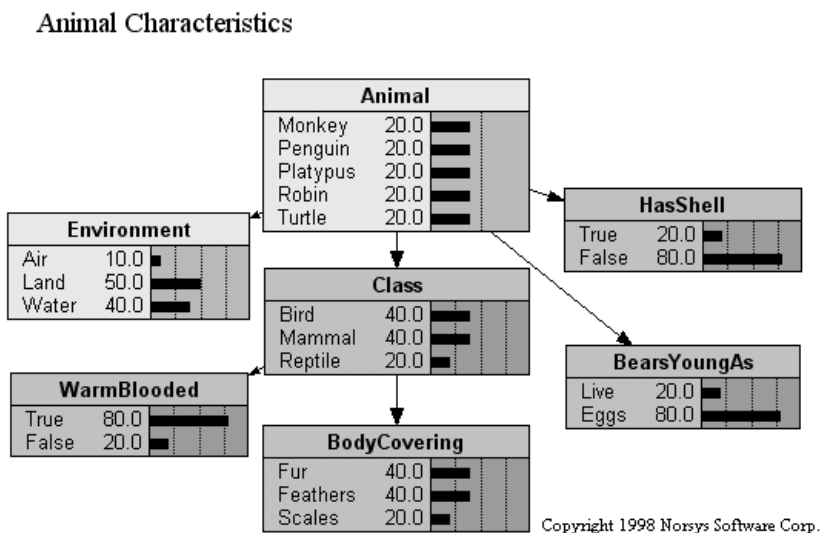 Animal Characteristics
Animal
Monkey 20.0
Penguin 20.0
Platypus 20.0
Robin 20.0
Turtle 20.0
HasShell
True 20.0
False 80.0
Environment
Air 10.0
Land 50.0
Water 40.0
Class
Bird 40.0
Mammal 40.0
Reptile 20.0
BearsYoungAs
Live 20.0
Eggs 80.0
WarmBlooded
True 80.0
False 20.0
BodyCovering
Fur 40.0
Feathers 40.0
Scales 20.0
Copyright 1998 Norsys Software Corp.